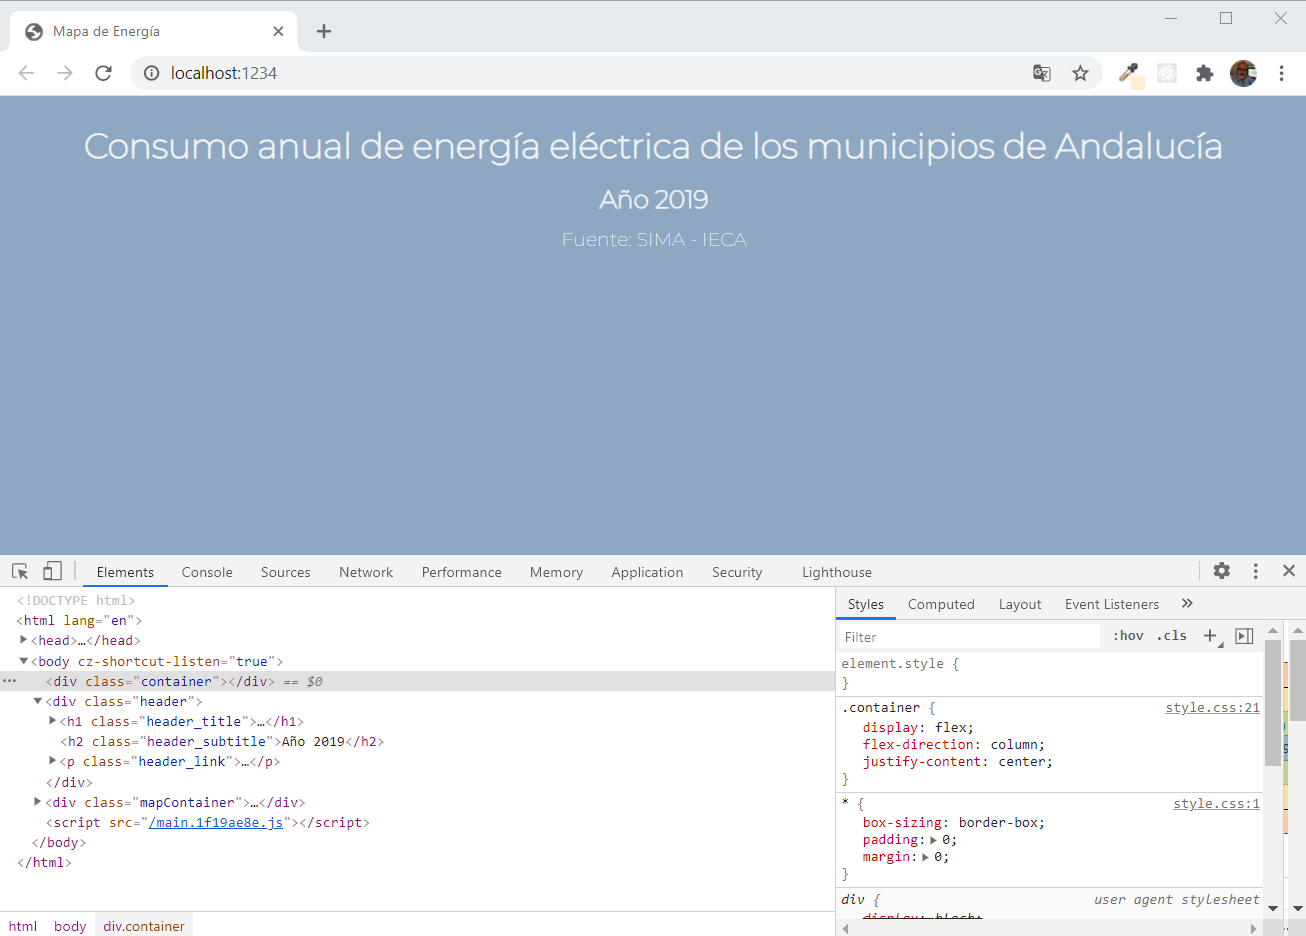 Mapa de Energía
localhost:1234
Consumo anual de energía eléctrica de los municipios de Andalucía
Año 2019
Fuente: SIMA - IECA
Elements Console Sources Network Performance Memory Application Security Lighthouse
<!DOCTYPE html>
<html lang="en">
<head>…</head>
<body cz-shortcut-listen="true">
<div class="container"></div> == $0
<div class="header">
<h1 class="header_title">…</h1>
<h2 class="header_subtitle">Año 2019</h2>
<p class="header_link">…</p>
</div>
<div class="mapContainer">…</div>
<script src="/main.1f19ae8e.js"></script>
</body>
</html>
html body div.container
Styles Computed Layout Event Listeners »
Filter :hov .cls +
element.style {
}
.container { style.css:21
display: flex;
flex-direction: column;
justify-content: center;
}
* { style.css:1
box-sizing: border-box;
padding: 0;
margin: 0;
}
div { user agent stylesheet
display: block;